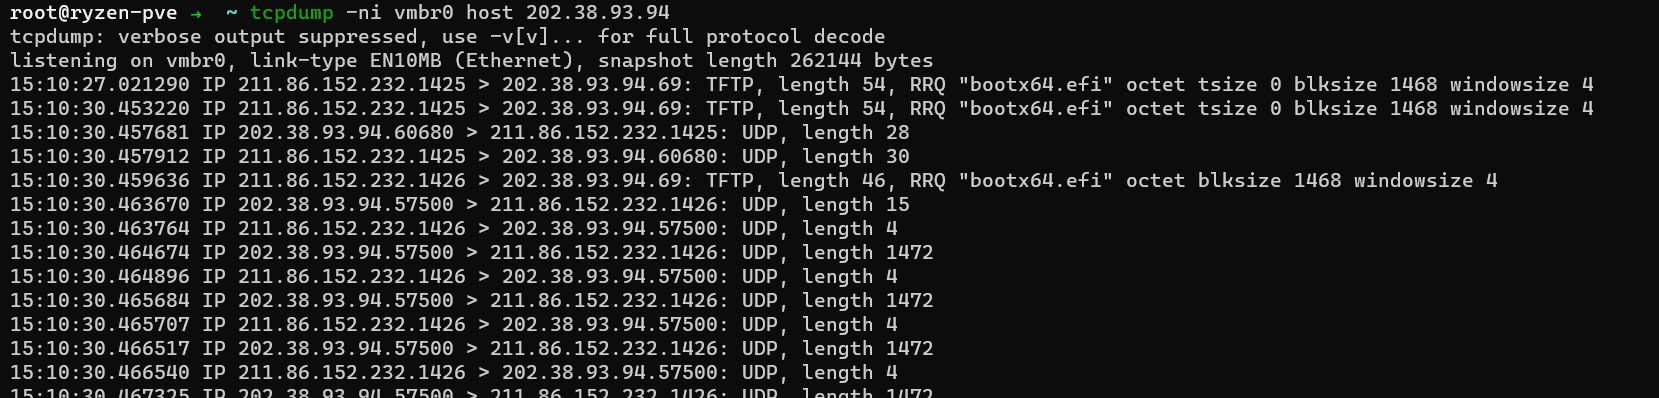 root@ryzen-pve → ~ tcpdump -ni vmbr0 host 202.38.93.94
tcpdump: verbose output suppressed, use -v[v]... for full protocol decode
listening on vmbr0, link-type EN10MB (Ethernet), snapshot length 262144 bytes
15:10:27.021290 IP 211.86.152.232.1425 > 202.38.93.94.69: TFTP, length 54, RRQ "bootx64.efi" octet tsize 0 blksize 1468 windowsize 4
15:10:30.453220 IP 211.86.152.232.1425 > 202.38.93.94.69: TFTP, length 54, RRQ "bootx64.efi" octet tsize 0 blksize 1468 windowsize 4
15:10:30.457681 IP 202.38.93.94.60680 > 211.86.152.232.1425: UDP, length 28
15:10:30.457912 IP 211.86.152.232.1425 > 202.38.93.94.60680: UDP, length 30
15:10:30.459636 IP 211.86.152.232.1426 > 202.38.93.94.69: TFTP, length 46, RRQ "bootx64.efi" octet blksize 1468 windowsize 4
15:10:30.463670 IP 202.38.93.94.57500 > 211.86.152.232.1426: UDP, length 15
15:10:30.463764 IP 211.86.152.232.1426 > 202.38.93.94.57500: UDP, length 4
15:10:30.464674 IP 202.38.93.94.57500 > 211.86.152.232.1426: UDP, length 1472
15:10:30.464896 IP 211.86.152.232.1426 > 202.38.93.94.57500: UDP, length 4
15:10:30.465684 IP 202.38.93.94.57500 > 211.86.152.232.1426: UDP, length 1472
15:10:30.465707 IP 211.86.152.232.1426 > 202.38.93.94.57500: UDP, length 4
15:10:30.466517 IP 202.38.93.94.57500 > 211.86.152.232.1426: UDP, length 1472
15:10:30.466540 IP 211.86.152.232.1426 > 202.38.93.94.57500: UDP, length 4
15:10:30.467325 IP 202.38.93.94.57500 > 211.86.152.232.1426: UDP, length 1472